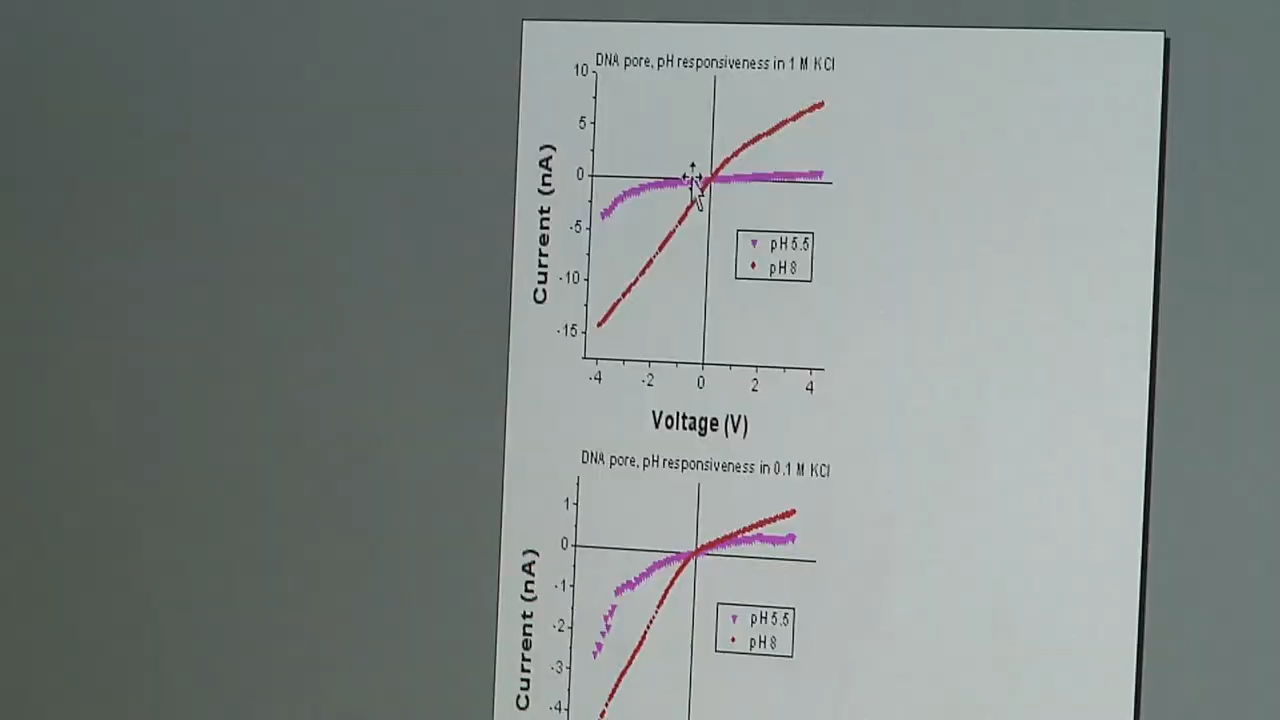 DNA pore, pH responsiveness in 1 M KCl
10
5
0
-5
-10
-15
Current (nA)
pH 5.5
pH 8
-4 -2 0 2 4
Voltage (V)
DNA pore, pH responsiveness in 0.1 M KCl
1
0
-1
-2
-3
-4
Current (nA)
pH 5.5
pH 8